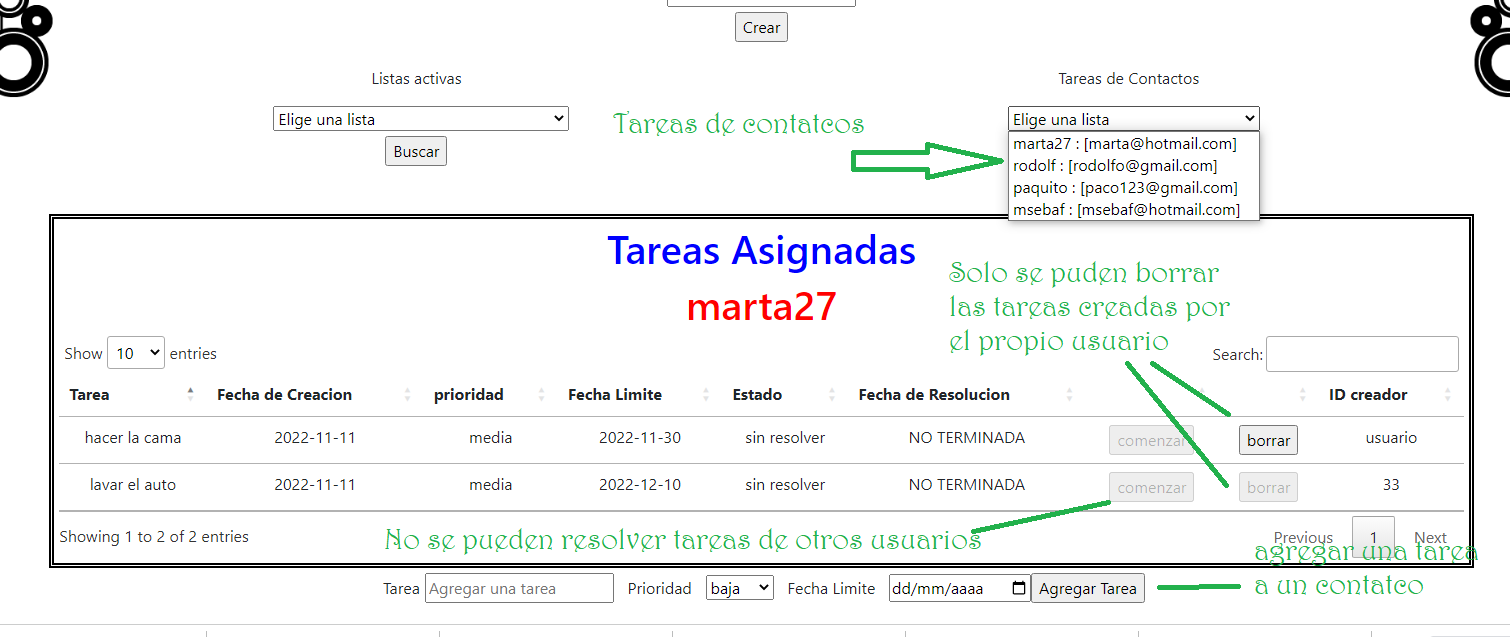 Crear
Listas activas
Tareas de Contactos
Elige una lista
Tareas de contatcos
Elige una lista
Buscar
marta27 : [marta@hotmail.com]
rodolf : [rodolfo@gmail.com]
paquito : [paco123@gmail.com]
msebaf : [msebaf@hotmail.com]
Tareas Asignadas
marta27
Solo se puden borrar
las tareas creadas por
el propio usuario
Show 10 entries
Search:
Tarea Fecha de Creacion prioridad Fecha Limite Estado Fecha de Resolucion ID creador
hacer la cama 2022-11-11 media 2022-11-30 sin resolver NO TERMINADA comenzar borrar usuario
lavar el auto 2022-11-11 media 2022-12-10 sin resolver NO TERMINADA comenzar borrar 33
Showing 1 to 2 of 2 entries
No se pueden resolver tareas de otros usuarios
Previous 1 Next
agregar una tarea
a un contatco
Tarea Agregar una tarea Prioridad baja Fecha Limite dd/mm/aaaa Agregar Tarea